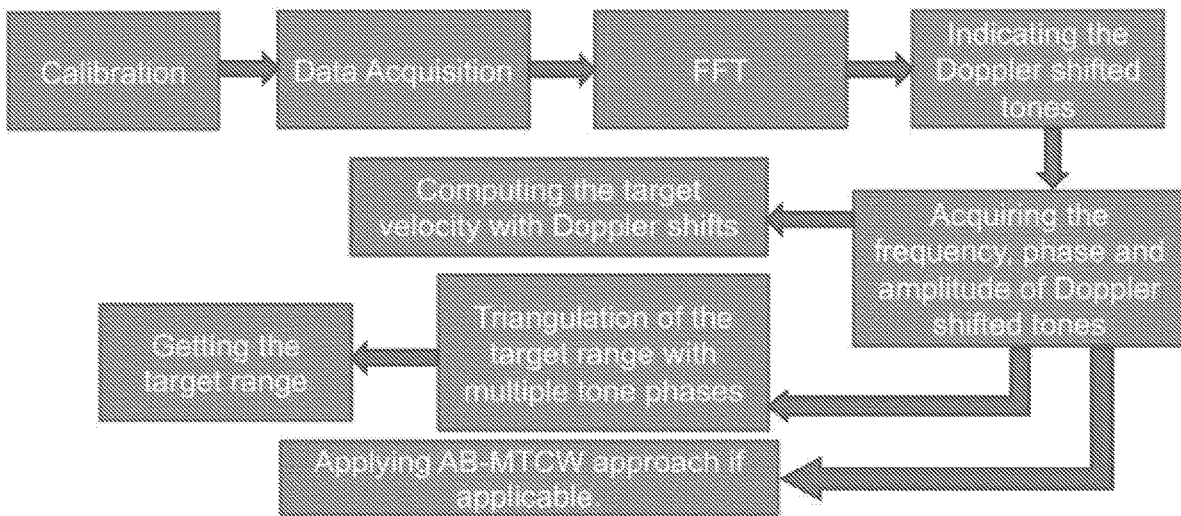 Calibration
Data Acquisition
FFT
Indicating the
Doppler shifted
tones
Computing the target
velocity with Doppler shifts
Acquiring the
frequency, phase and
amplitude of Doppler
shifted tones
Getting the
target range
Triangulation of the
target range with
multiple tone phases
Applying AB-MTCW approach if
applicable.